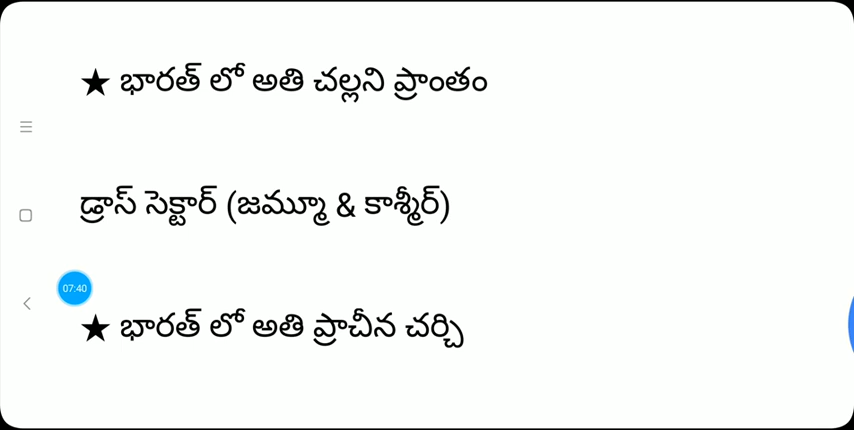 ★ భారత్ లో అతి చల్లని ప్రాంతం
డ్రాస్ సెక్టార్ (జమ్మూ & కాశ్మీర్)
07:40
★ భారత్ లో అతి ప్రాచీన చర్చి